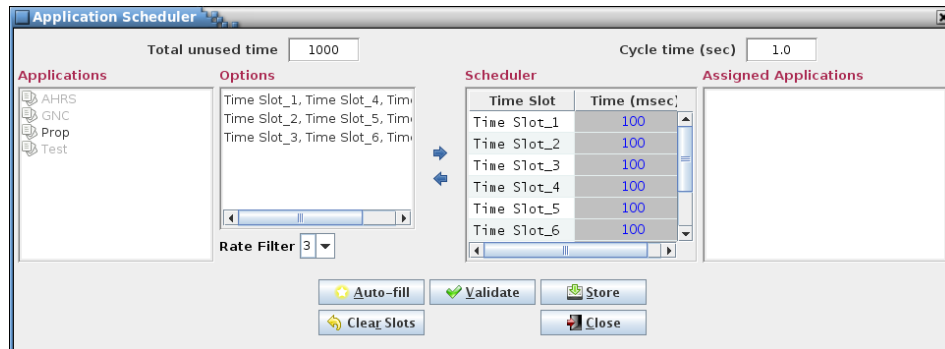 Application Scheduler
Total unused time 1000
Cycle time (sec) 1.0
Applications
AHRS
GNC
Prop
Test
Options
Time Slot_1, Time Slot_4, Tim
Time Slot_2, Time Slot_5, Tim
Time Slot_3, Time Slot_6, Tim
Rate Filter 3
Scheduler
Time Slot Time (msec)
Time Slot_1 100
Time Slot_2 100
Time Slot_3 100
Time Slot_4 100
Time Slot_5 100
Time Slot_6 100
Assigned Applications
Auto-fill Validate Store
Clear Slots Close